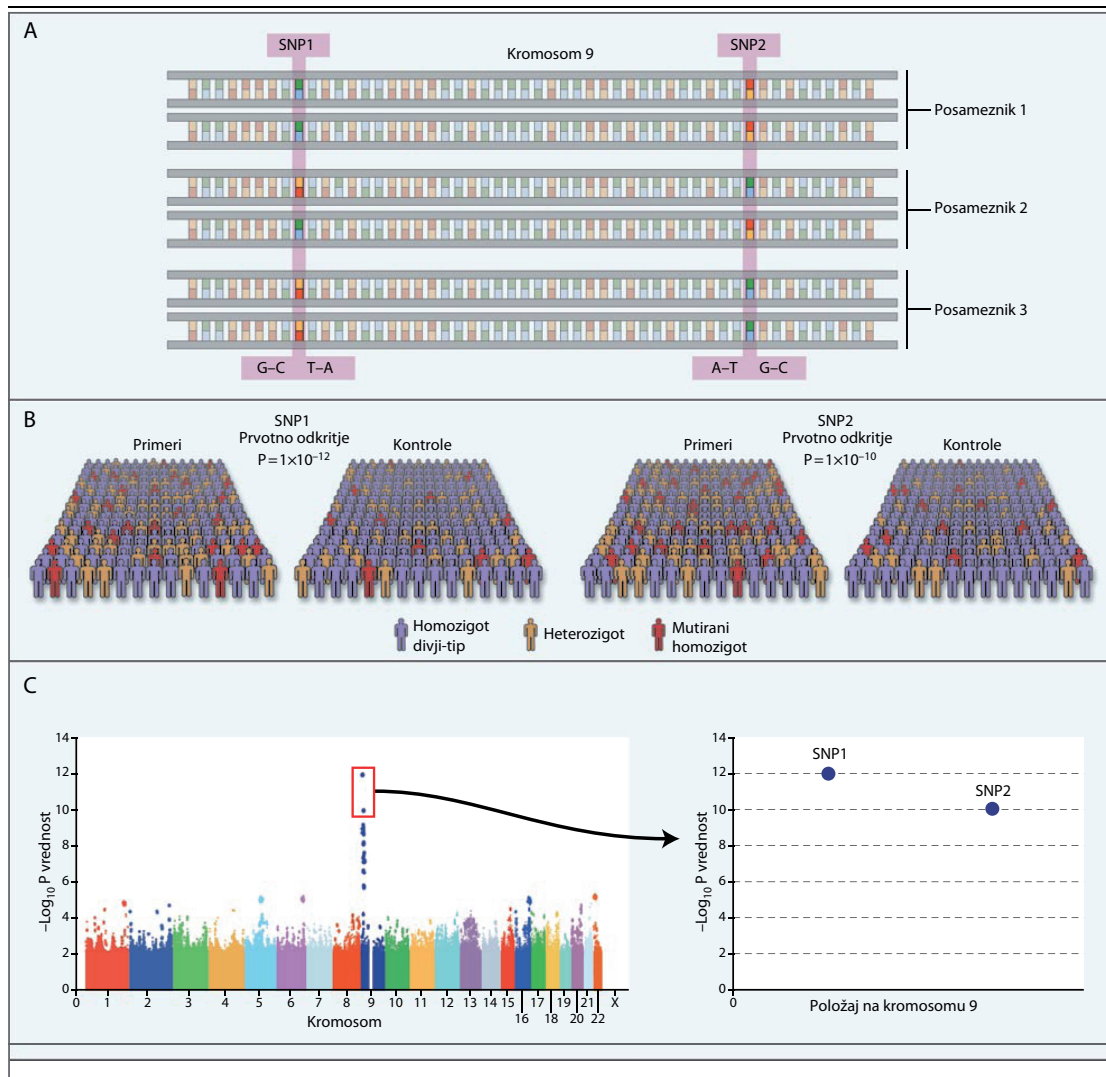 A
SNP1
Kromosom 9
SNP2
Posameznik 1
Posameznik 2
Posameznik 3
G–C T–A
A–T G–C
B
SNP1
Prvotno odkritje
P=1×10⁻¹²
Primeri
Kontrole
SNP2
Prvotno odkritje
P=1×10⁻¹⁰
Primeri
Kontrole
Homozigot
divji-tip
Heterozigot
Mutirani
homozigot
C
–Log₁₀ P vrednost
14
12
10
8
6
4
2
0
0 1 2 3 4 5 6 7 8 9 10 11 12 13 14 15 16 17 18 19 20 21 22 X
Kromosom
–Log₁₀ P vrednost
14
12
10
8
6
4
2
0
SNP1
SNP2
0
Položaj na kromosomu 9